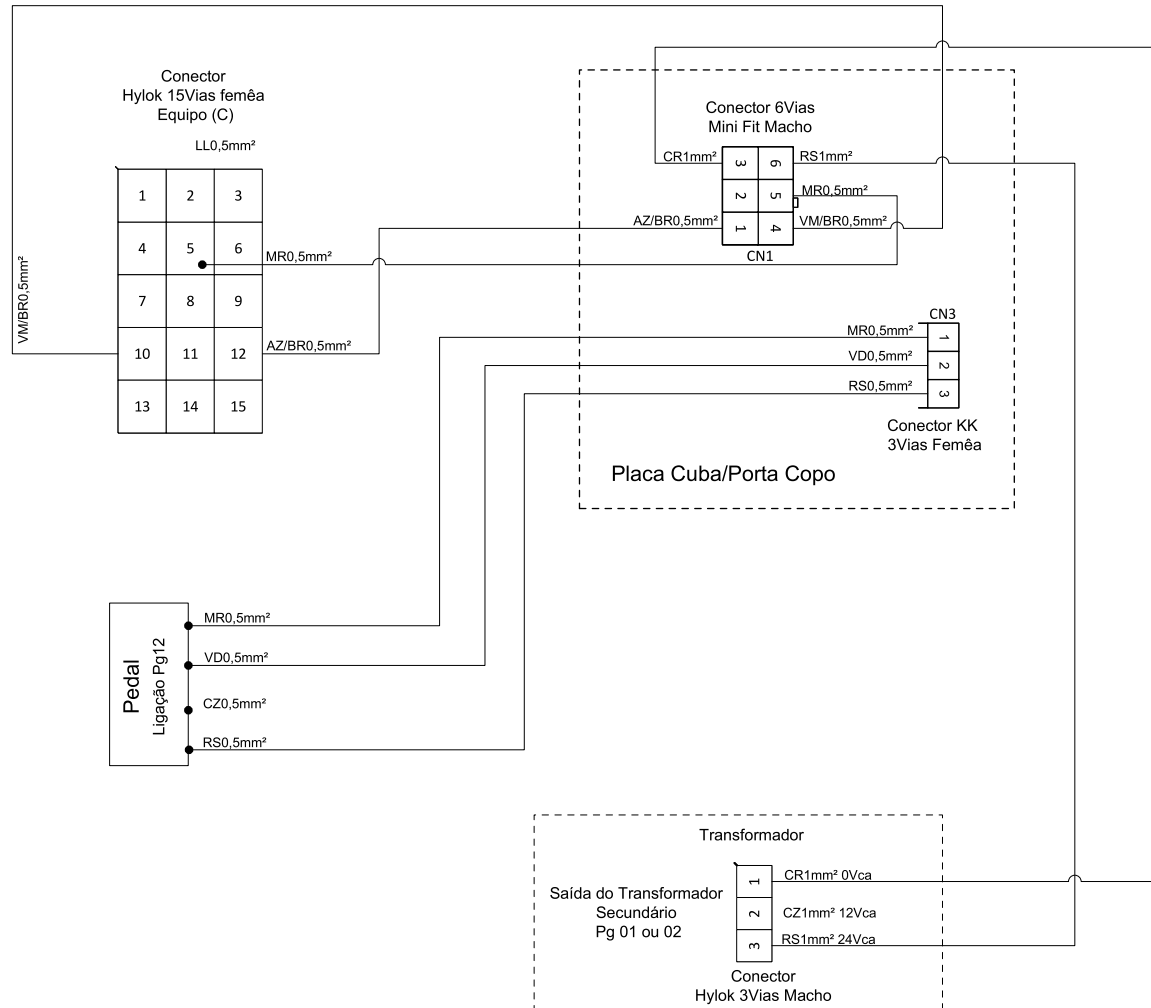 Conector
Hylok 15Vias femêa
Equipo (C)
LL0,5mm²
1 2 3
4 5 6
7 8 9
10 11 12
13 14 15
VM/BR0,5mm²
MR0,5mm²
AZ/BR0,5mm²
Conector 6Vias
Mini Fit Macho
CR1mm² 3 6 RS1mm²
2 5 MR0,5mm²
AZ/BR0,5mm² 1 4 VM/BR0,5mm²
CN1
CN3
MR0,5mm² 1
VD0,5mm² 2
RS0,5mm² 3
Conector KK
3Vias Femêa
Placa Cuba/Porta Copo
Pedal
Ligação Pg12
MR0,5mm²
VD0,5mm²
CZ0,5mm²
RS0,5mm²
Transformador
Saída do Transformador
Secundário
Pg 01 ou 02
1 CR1mm² 0Vca
2 CZ1mm² 12Vca
3 RS1mm² 24Vca
Conector
Hylok 3Vias Macho